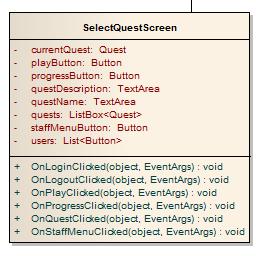 SelectQuestScreen
- currentQuest: Quest
- playButton: Button
- progressButton: Button
- questDescription: TextArea
- questName: TextArea
- quests: ListBox<Quest>
- staffMenuButton: Button
- users: List<Button>
+ OnLoginClicked(object, EventArgs) : void
+ OnLogoutClicked(object, EventArgs) : void
+ OnPlayClicked(object, EventArgs) : void
+ OnProgressClicked(object, EventArgs) : void
+ OnQuestClicked(object, EventArgs) : void
+ OnStaffMenuClicked(object, EventArgs) : void